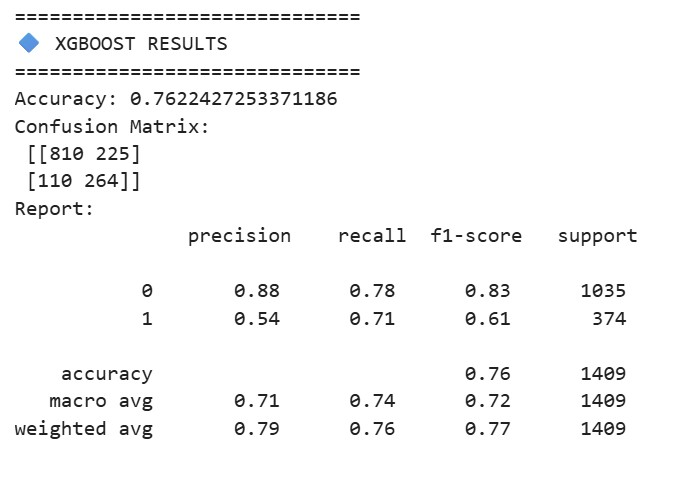 ==============================
🔷 XGBOOST RESULTS
==============================
Accuracy: 0.7622427253371186
Confusion Matrix:
[[810 225]
[110 264]]
Report:
precision recall f1-score support
0 0.88 0.78 0.83 1035
1 0.54 0.71 0.61 374
accuracy 0.76 1409
macro avg 0.71 0.74 0.72 1409
weighted avg 0.79 0.76 0.77 1409